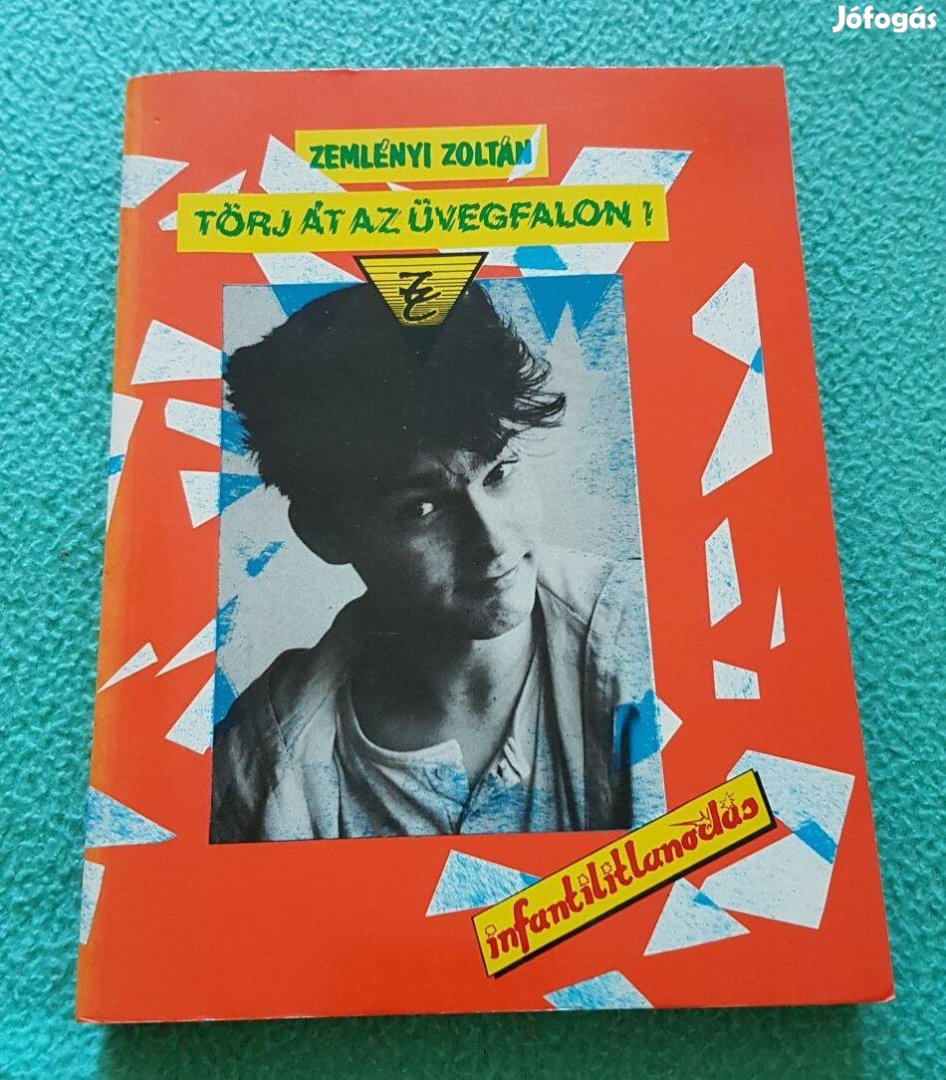 Jófogás
ZEMLÉNYI ZOLTÁN
TÖRJ ÁT AZ ÜVEGFALON!
infantilitlanodás